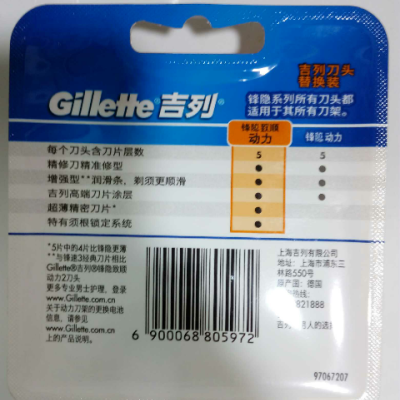 吉列刀头
替换装
Gillette 吉列®
锋隐系列所有刀头都
适用于其所有刀架。
锋隐致顺
动力
锋隐动力
每个刀头含刀片层数 5 5
精修刀精准修型 ● ●
增强型**润滑条，剃须更顺滑 ● ●
吉列高端刀片涂层 ● ●
超薄精密刀片* ●
特有须根锁定系统 ●
*5片中的4片比锋隐更薄
**与锋速3经典刀片相比
Gillette®吉列®锋隐致顺
动力2刀头
更多专业男士护理，登录
www.Gillette.com.cn
关于动力刀架的更换电池
信息，请参见
www.Gillette.com.cn
上的产品说明。
6 900068 805972
上海吉列有限公司
地址：上海市浦东三
林路550号
产品原产地：德国
821888
吉列
人的选
97067207